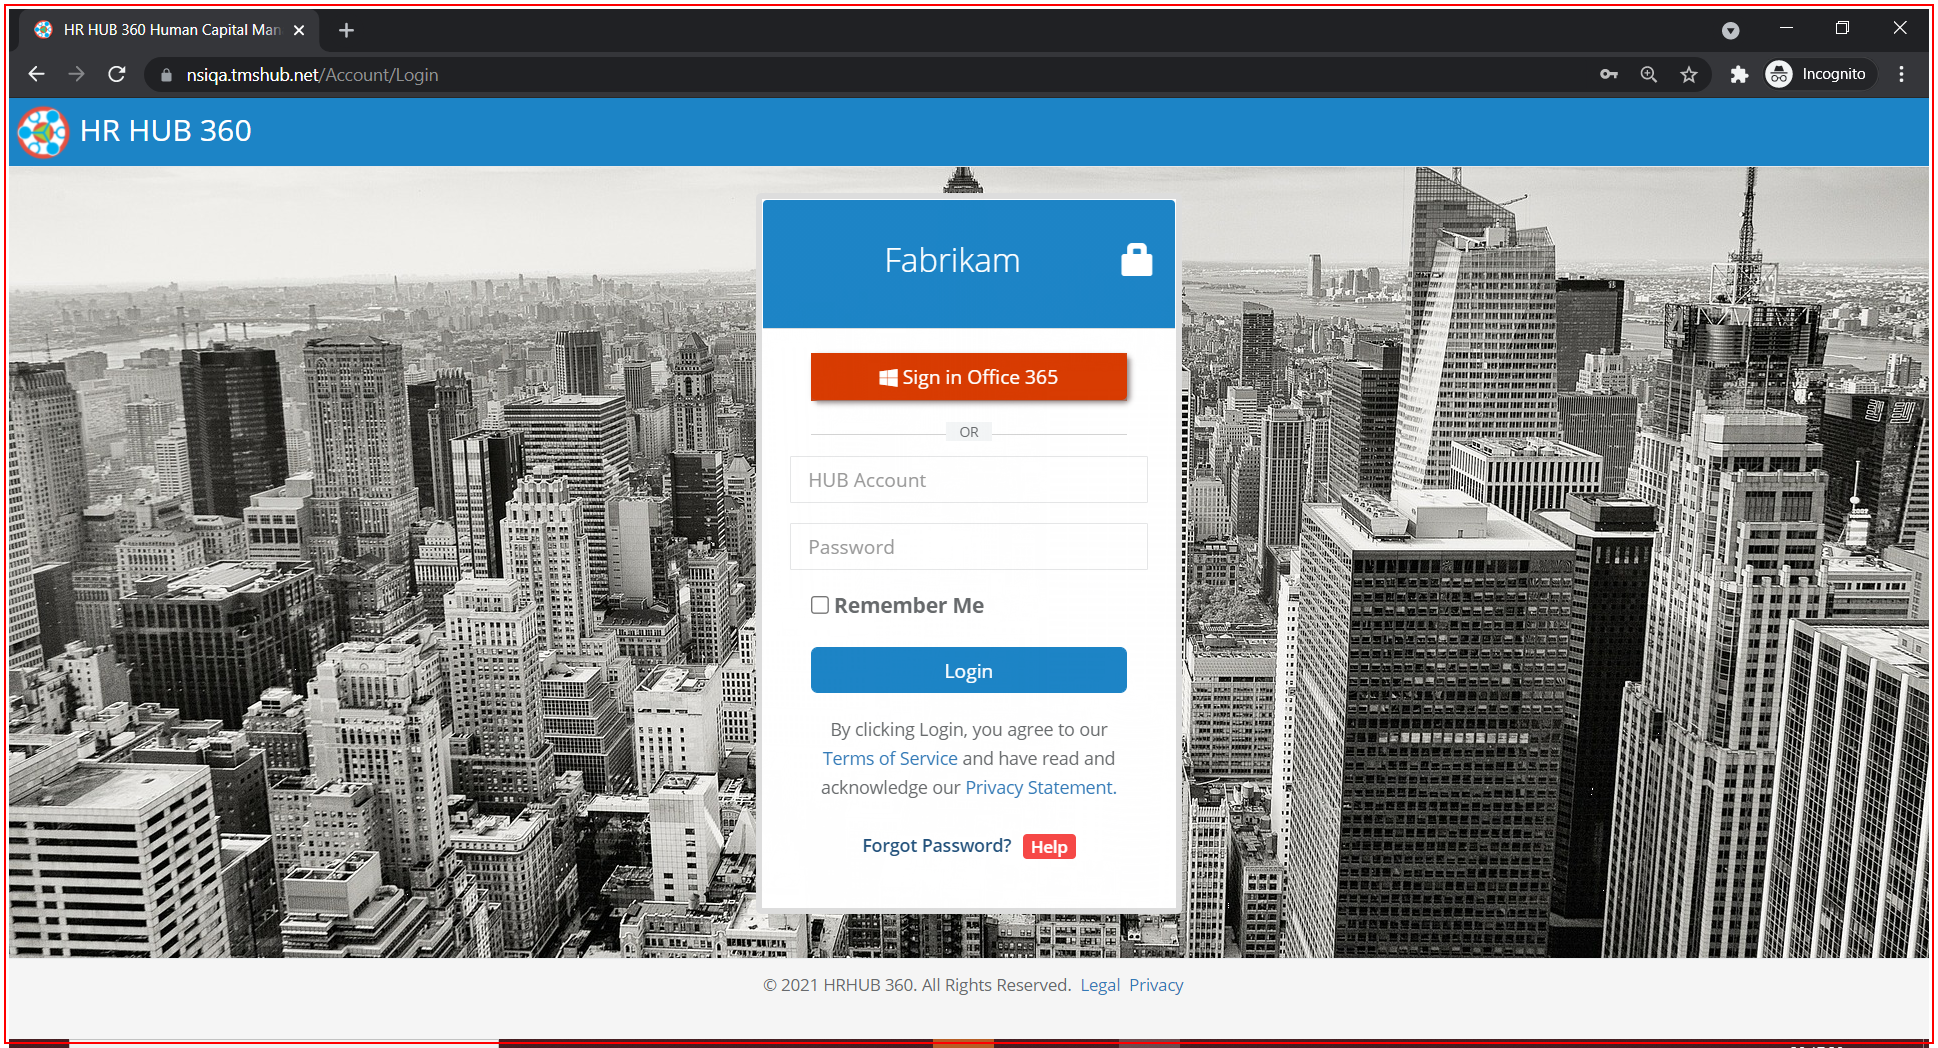 HR HUB 360 Human Capital Man
nsiqa.tmshub.net/Account/Login
Incognito
HR HUB 360
Fabrikam
Sign in Office 365
OR
HUB Account
Password
Remember Me
Login
By clicking Login, you agree to our
Terms of Service and have read and
acknowledge our Privacy Statement.
Forgot Password? Help
© 2021 HRHUB 360. All Rights Reserved. Legal Privacy